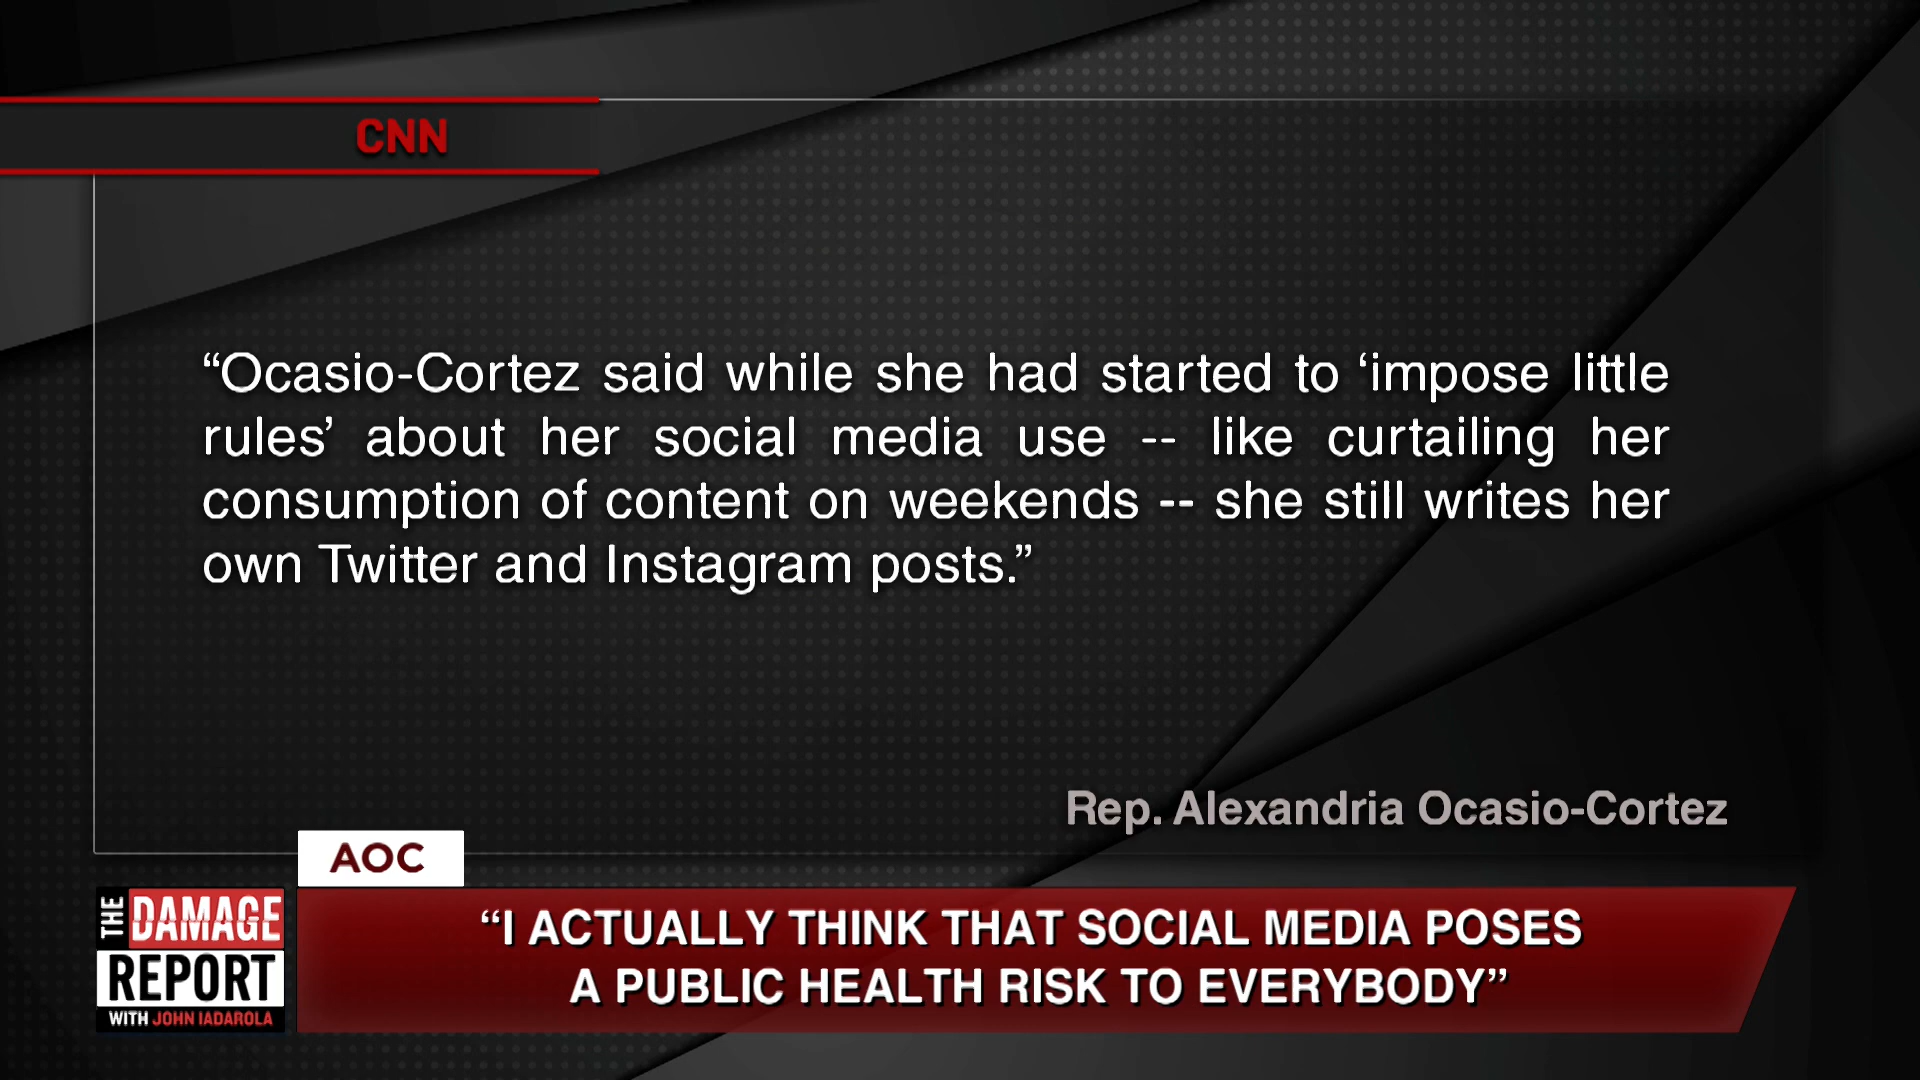 CNN
“Ocasio-Cortez said while she had started to ‘impose little
rules’ about her social media use -- like curtailing her
consumption of content on weekends -- she still writes her
own Twitter and Instagram posts.”
Rep. Alexandria Ocasio-Cortez
AOC
“I ACTUALLY THINK THAT SOCIAL MEDIA POSES
A PUBLIC HEALTH RISK TO EVERYBODY”
THE
DAMAGE
REPORT
WITH JOHN IADAROLA